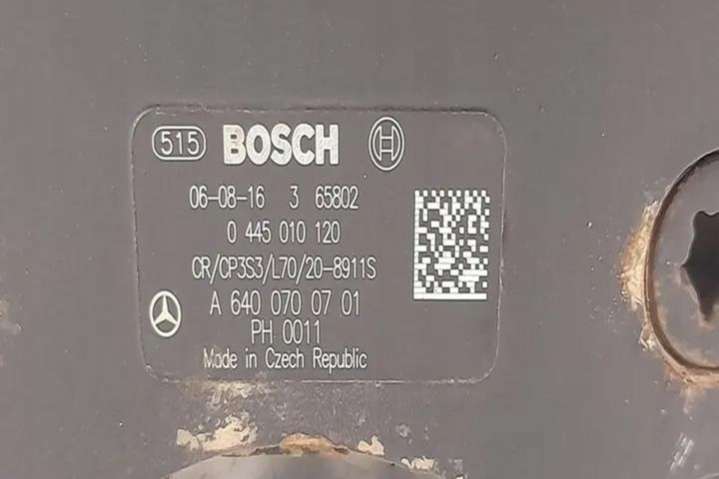 515 BOSCH
06-08-16 3 65802
0 445 010 120
CR/CP3S3/L70/20-8911S
A 640 070 07 01
PH 0011
Made in Czech Republic